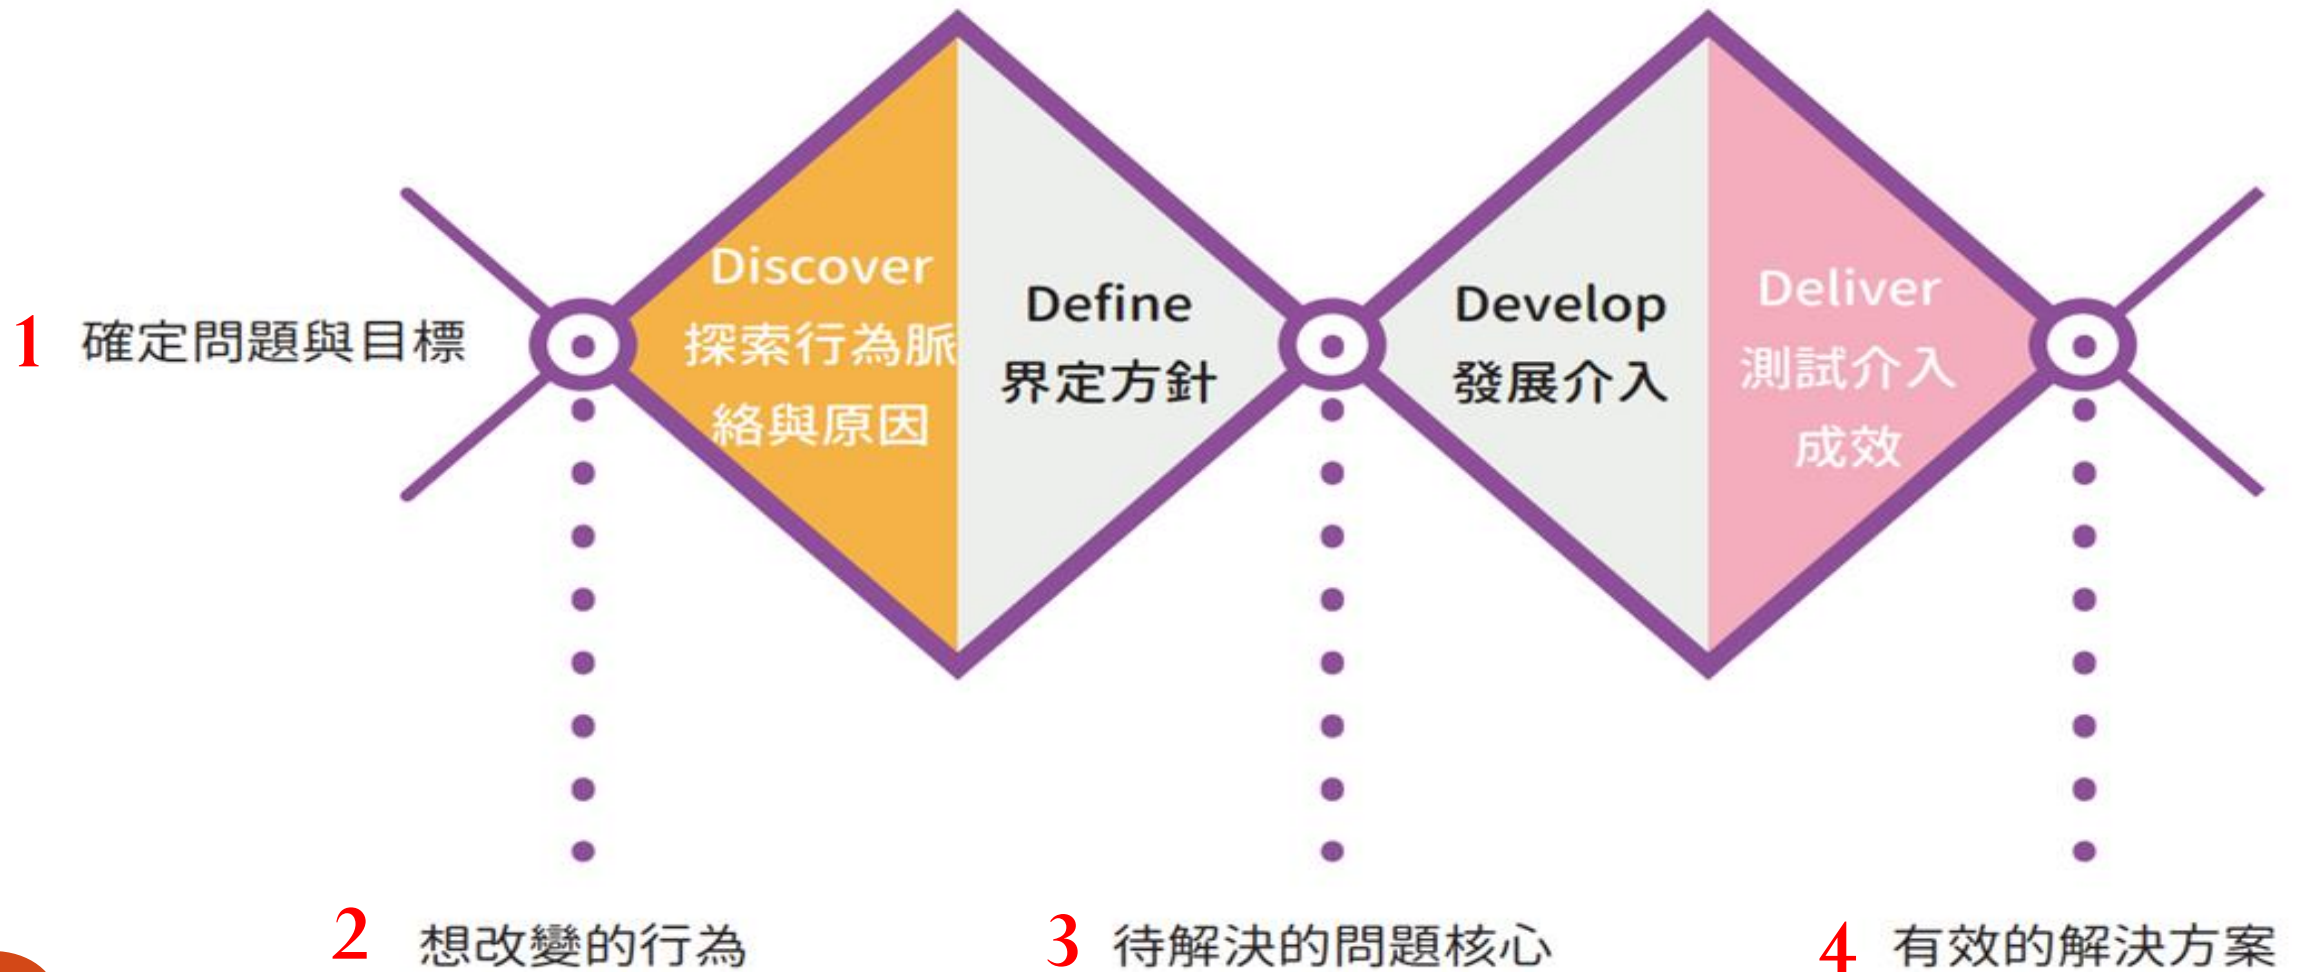 1 確定問題與目標
Discover
探索行為脈
絡與原因
Define
界定方針
Develop
發展介入
Deliver
測試介入
成效
2 想改變的行為
3 待解決的問題核心
4 有效的解決方案